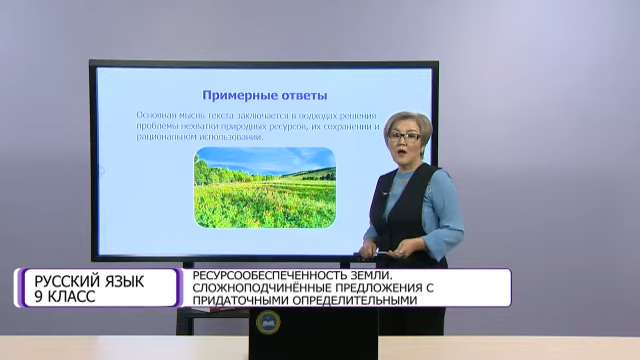 Примерные ответы
Основная мысль текста заключается в подходах решения
проблемы нехватки природных ресурсов, их сохранении и
рациональном использовании.
РУССКИЙ ЯЗЫК
9 КЛАСС
РЕСУРСООБЕСПЕЧЕННОСТЬ ЗЕМЛИ.
СЛОЖНОПОДЧИНЁННЫЕ ПРЕДЛОЖЕНИЯ С
ПРИДАТОЧНЫМИ ОПРЕДЕЛИТЕЛЬНЫМИ